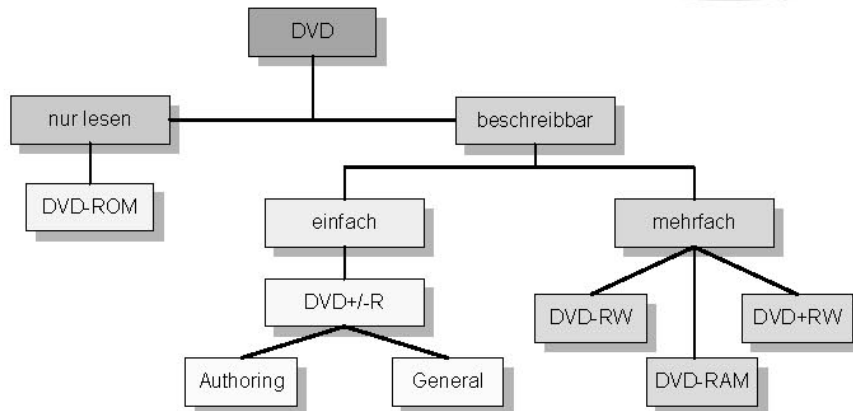 DVD
nur lesen
beschreibbar
DVD-ROM
einfach
mehrfach
DVD+/-R
DVD-RW
DVD+RW
Authoring
General
DVD-RAM